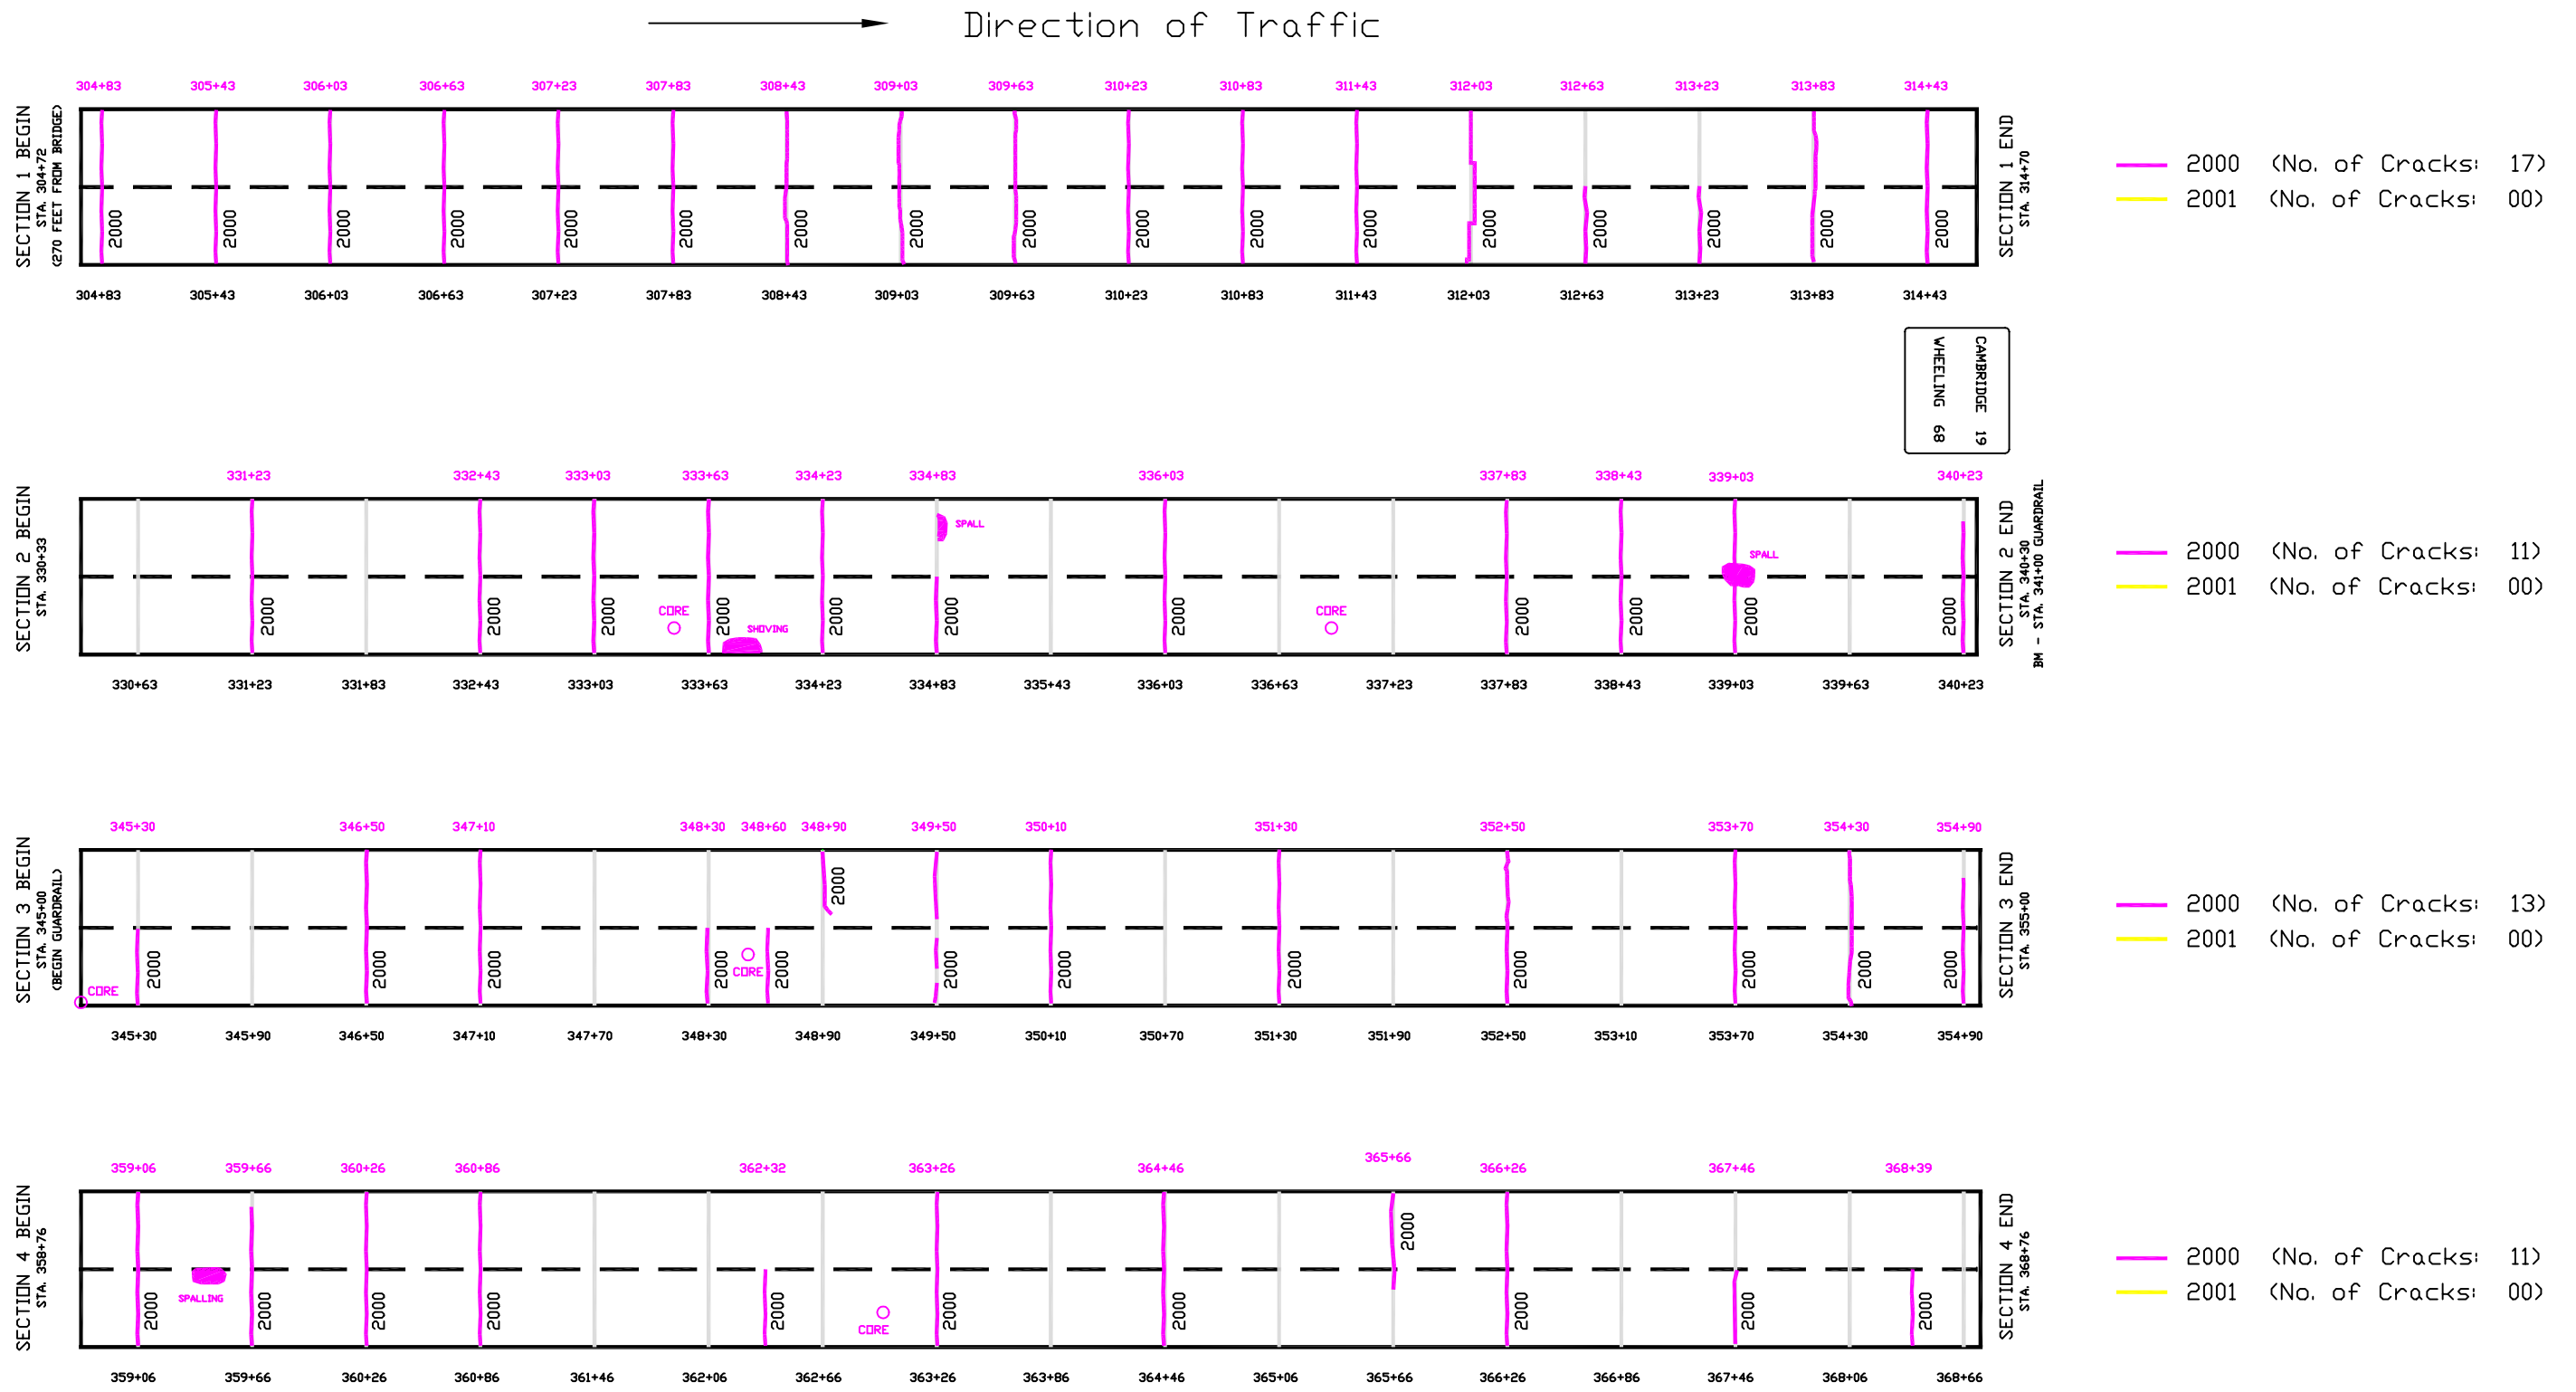 Direction of Traffic
304+83 305+43 306+03 306+63 307+23 307+83 308+43 309+03 309+63 310+23 310+83 311+43 312+03 312+63 313+23 313+83 314+43
SECTION 1 BEGIN
STA. 304+72
(270 FEET FROM BRIDGE)
2000 2000 2000 2000 2000 2000 2000 2000 2000 2000 2000 2000 2000 2000 2000 2000 2000
SECTION 1 END
STA. 314+70
2000 (No. of Cracks: 17)
2001 (No. of Cracks: 00)
304+83 305+43 306+03 306+63 307+23 307+83 308+43 309+03 309+63 310+23 310+83 311+43 312+03 312+63 313+23 313+83 314+43
CAMBRIDGE 19
WHEELING 68
331+23 332+43 333+03 333+63 334+23 334+83 336+03 337+83 338+43 339+03 340+23
SECTION 2 BEGIN
STA. 330+33
SPALL
SPALL
CORE
CORE
SHOVING
2000 2000 2000 2000 2000 2000 2000 2000 2000 2000 2000
SECTION 2 END
STA. 340+30
BM - STA. 341+00 GUARDRAIL
2000 (No. of Cracks: 11)
2001 (No. of Cracks: 00)
330+63 331+23 331+83 332+43 333+03 333+63 334+23 334+83 335+43 336+03 336+63 337+23 337+83 338+43 339+03 339+63 340+23
345+30 346+50 347+10 348+30 348+60 348+90 349+50 350+10 351+30 352+50 353+70 354+30 354+90
SECTION 3 BEGIN
STA. 345+00
(BEGIN GUARDRAIL)
2000
2000 2000 2000 2000 2000 2000 2000 2000 2000 2000 2000 2000
CORE
CORE
SECTION 3 END
STA. 355+00
2000 (No. of Cracks: 13)
2001 (No. of Cracks: 00)
345+30 345+90 346+50 347+10 347+70 348+30 348+90 349+50 350+10 350+70 351+30 351+90 352+50 353+10 353+70 354+30 354+90
359+06 359+66 360+26 360+86 362+32 363+26 364+46 365+66 366+26 367+46 368+39
SECTION 4 BEGIN
STA. 358+76
2000
SPALLING
2000 2000 2000 2000 2000 2000 2000 2000 2000 2000
CORE
SECTION 4 END
STA. 368+76
2000 (No. of Cracks: 11)
2001 (No. of Cracks: 00)
359+06 359+66 360+26 360+86 361+46 362+06 362+66 363+26 363+86 364+46 365+06 365+66 366+26 366+86 367+46 368+06 368+66